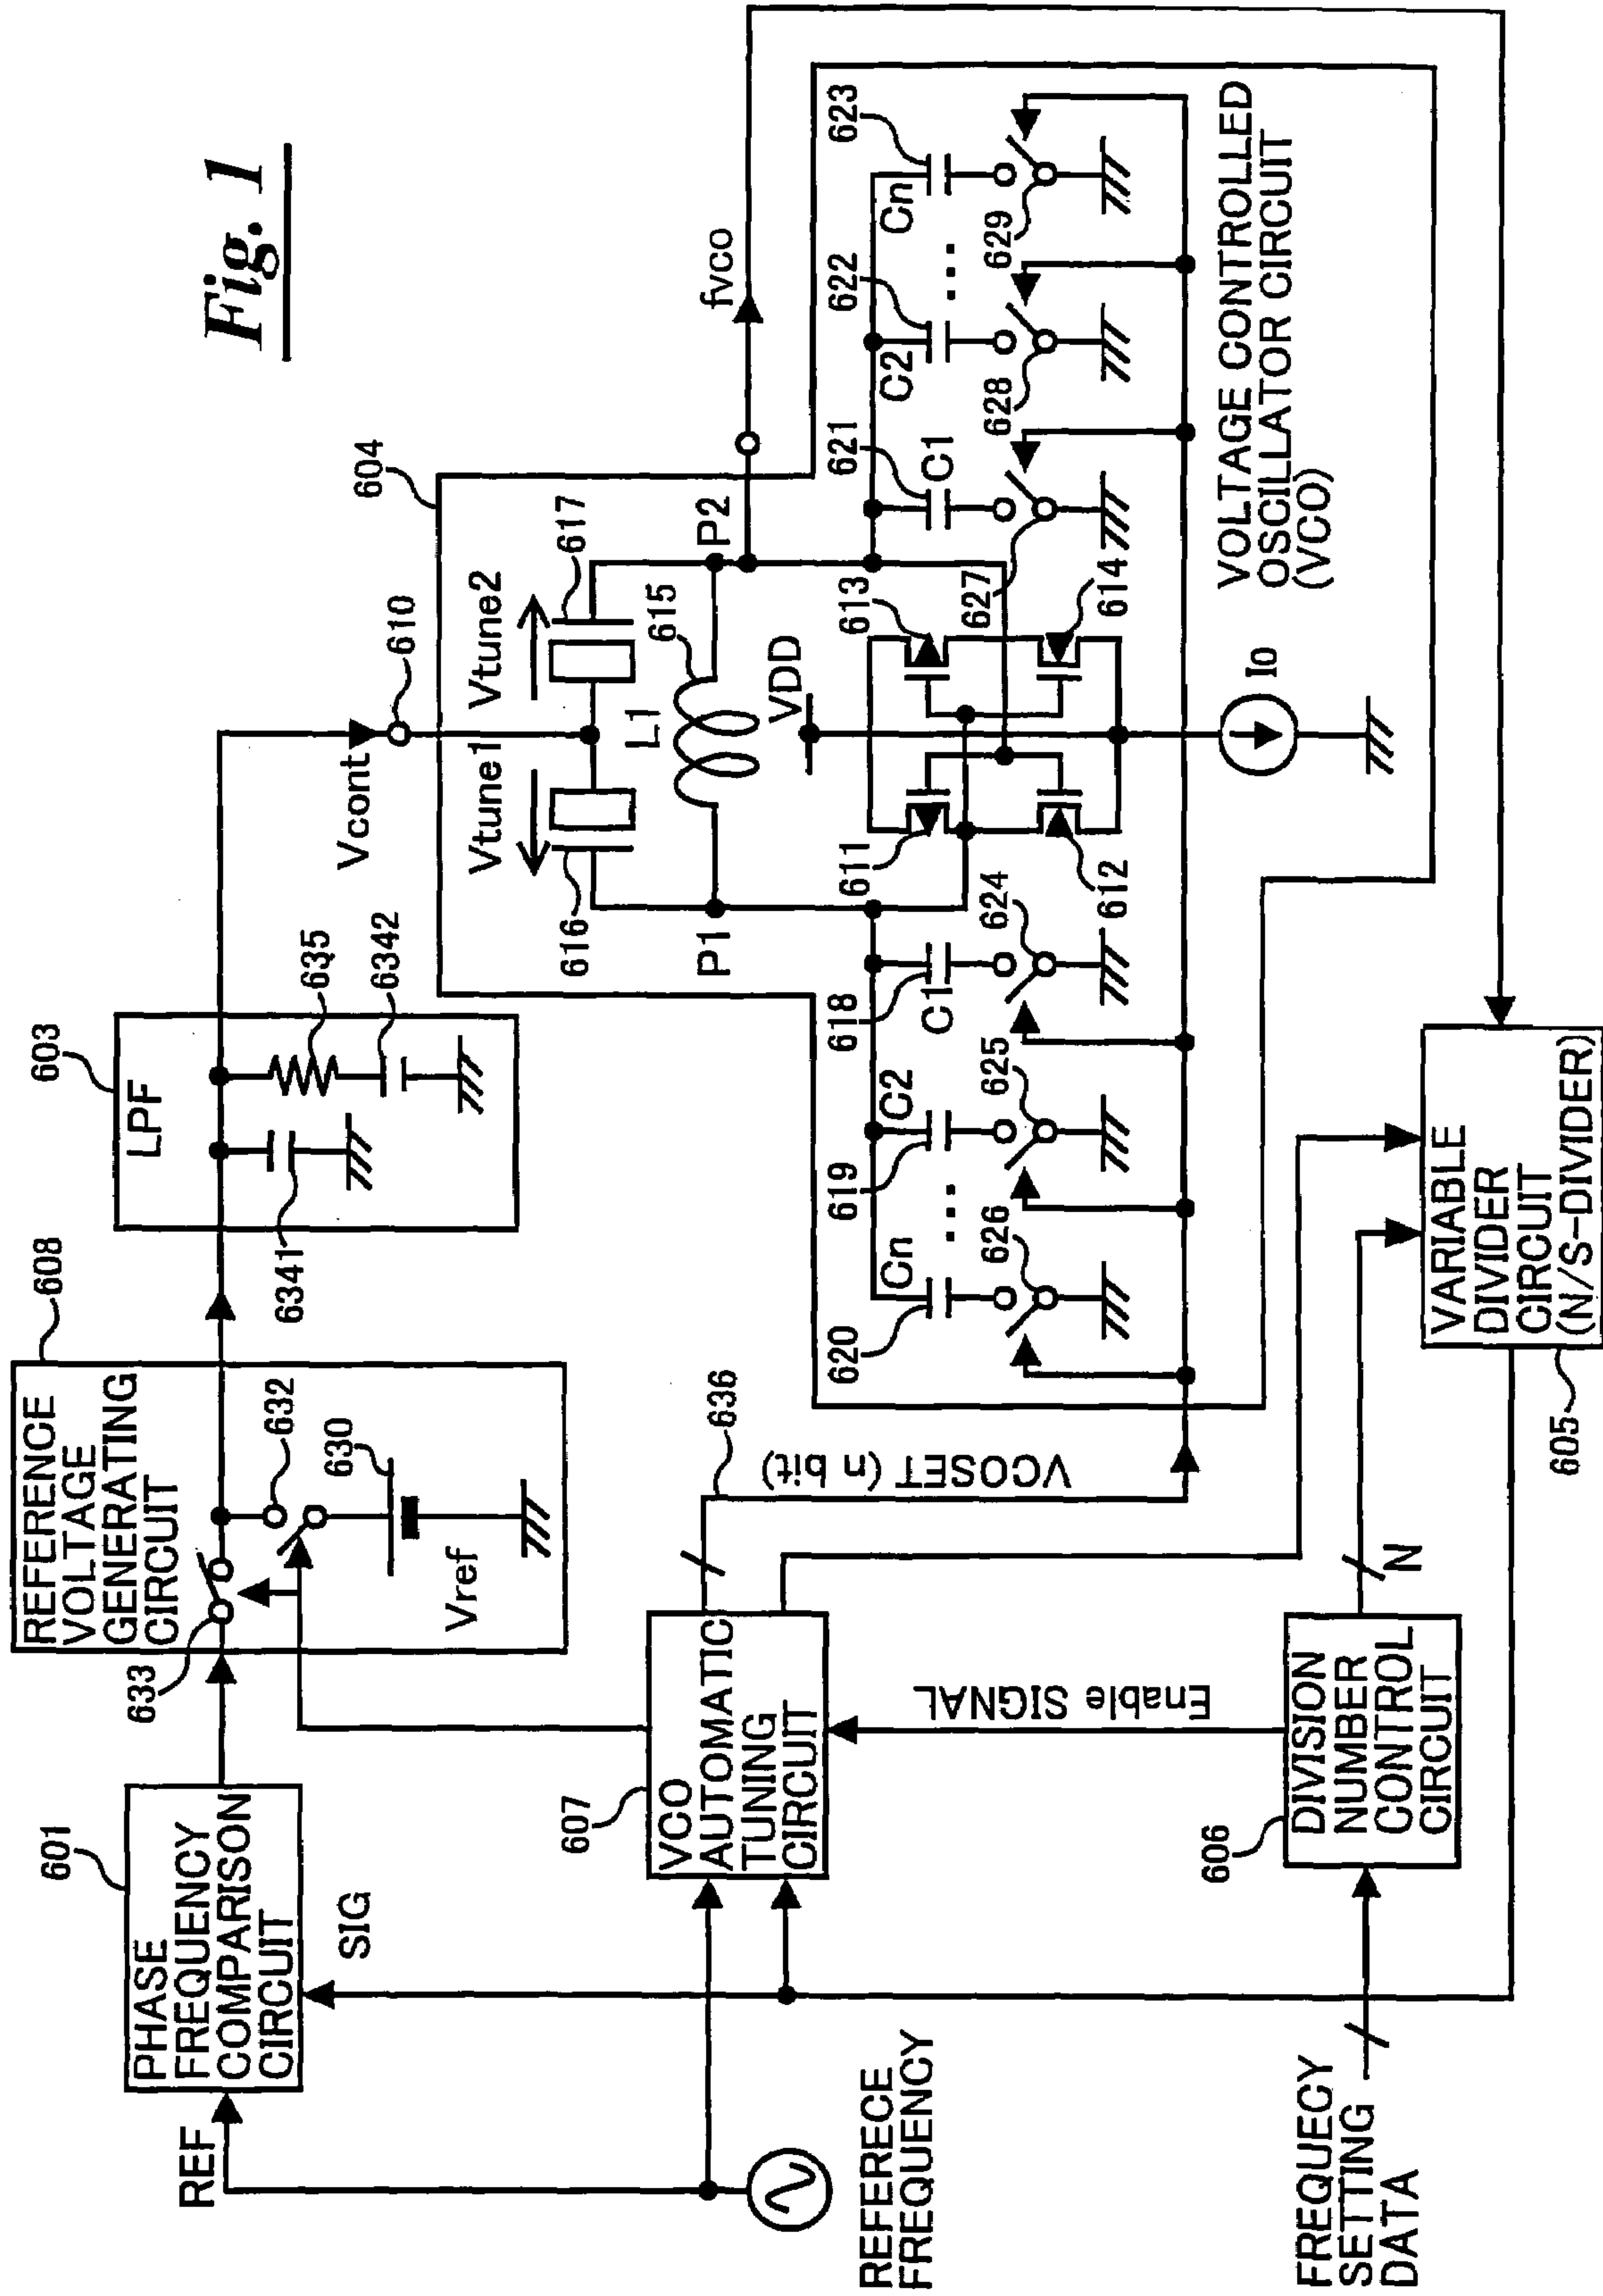 Fig. 1
601
PHASE
FREQUENCY
COMPARISON
CIRCUIT
REF
SIG
633
608
REFERENCE
VOLTAGE
GENERATING
CIRCUIT
632
630
Vref
603
LPF
635
6342
6341
Vcont
610
604
Vtune1
Vtune2
616
617
615
L1
P1
P2
fvco
VDD
611
613
612
614
627
I0
618
C1
619
C2
620
Cn
...
624
625
626
621
C1
622
C2
623
Cn
...
628
629
VOLTAGE CONTROLLED
OSCILLATOR CIRCUIT
(VCO)
607
VCO
AUTOMATIC
TUNING
CIRCUIT
636
VCOSET (n bit)
Enable SIGNAL
606
DIVISION
NUMBER
CONTROL
CIRCUIT
N
605
VARIABLE
DIVIDER
CIRCUIT
(N/S-DIVIDER)
REFERECE
FREQUENCY
FREQUECY
SETTING
DATA